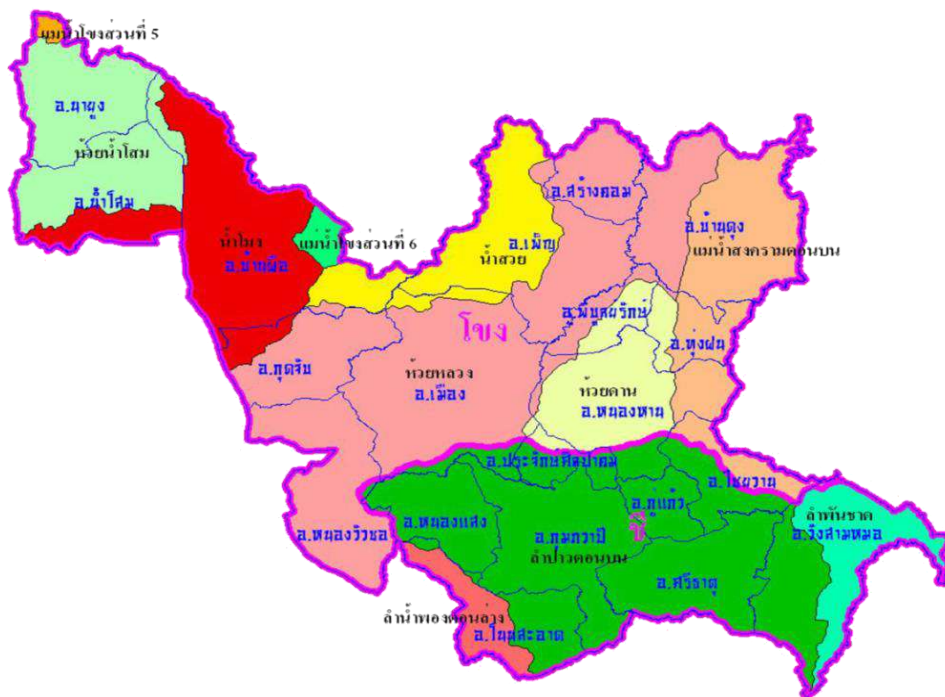 แม่น้ำโขงส่วนที่ 5
อ.นายูง
ห้วยน้ำโสม
อ.น้ำโสม
อ.สร้างคอม
น้ำโมง
แม่น้ำโขงส่วนที่ 6
อ.บ้านผือ
อ.เพ็ญ
น้ำสวย
อ.บ้านดุง
แม่น้ำสงครามตอนบน
โขง
อ.พิบูลย์รักษ์
อ.ทุ่งฝน
อ.กุดจับ
ห้วยหลวง
อ.เมือง
ห้วยดาน
อ.หนองหาน
อ.ประจักษ์ศิลปาคม
อ.ไชยวาน
อ.กู่แก้ว
อ.หนองแสง
ชี
ลำพันชาด
อ.วังสามหมอ
อ.หนองวัวซอ
อ.กุมภวาปี
ลำปาวตอนบน
อ.ศรีธาตุ
ลำน้ำพองตอนล่าง
อ.โนนสะอาด